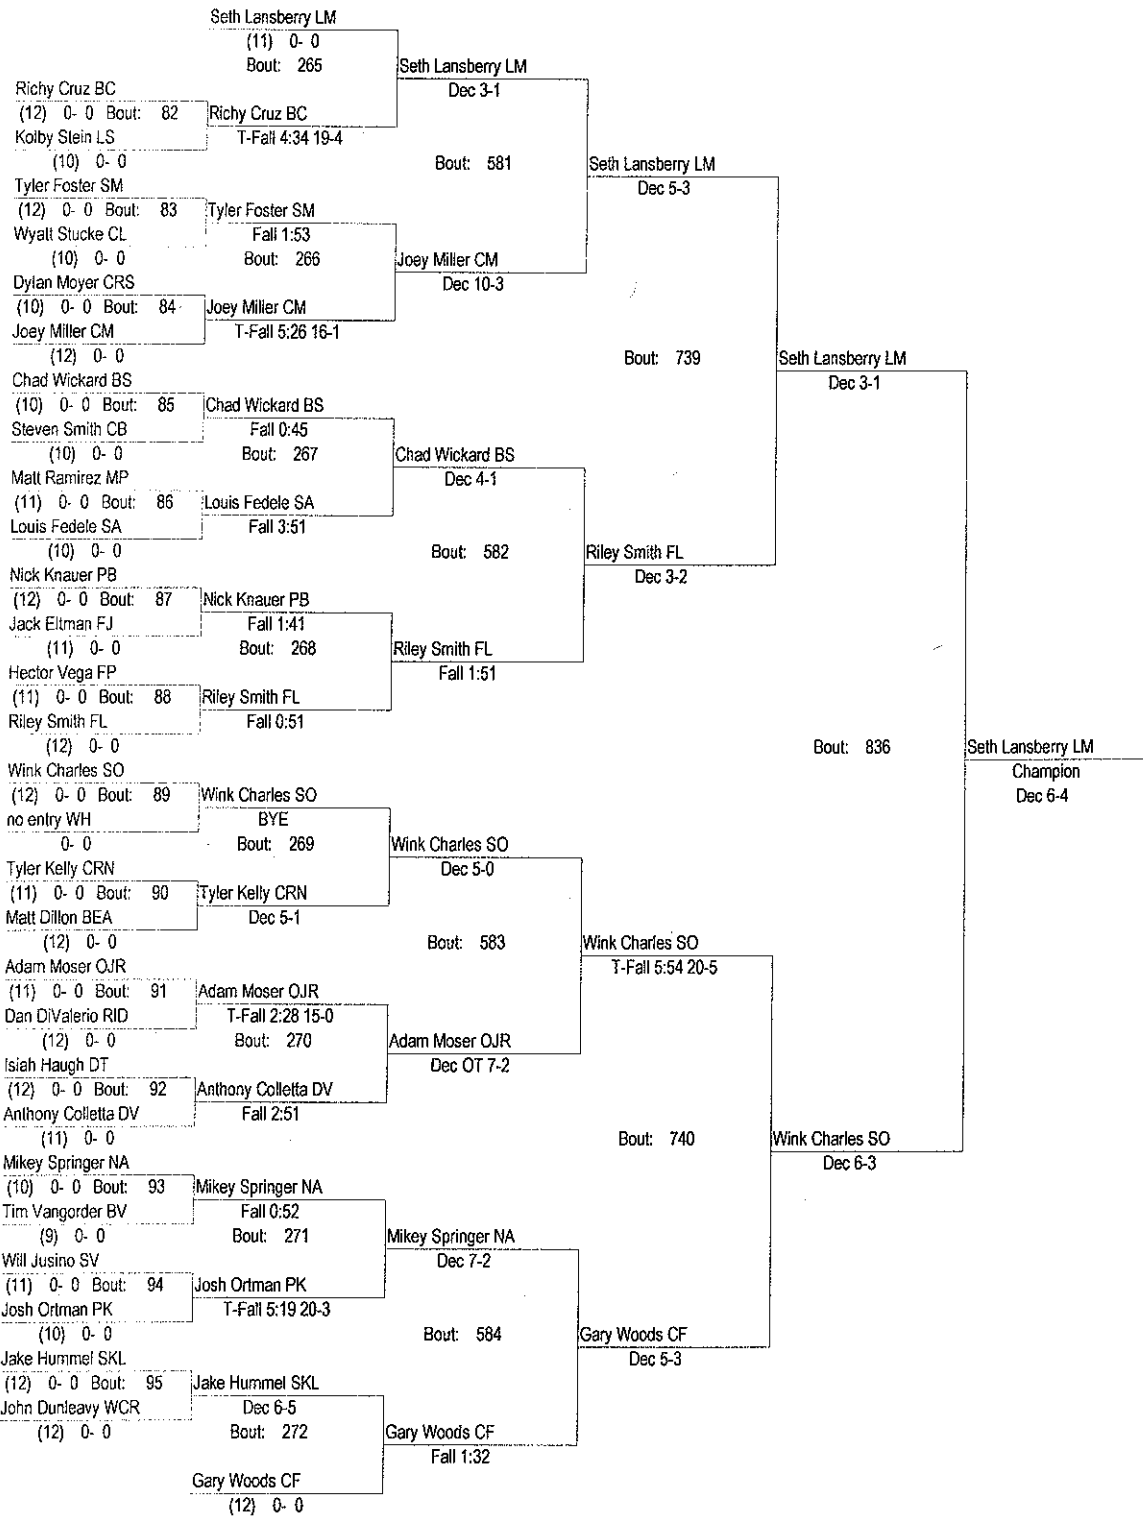 Seth Lansberry LM
(11) 0- 0
Bout: 265
Seth Lansberry LM
Dec 3-1
Richy Cruz BC
(12) 0- 0 Bout: 82
Richy Cruz BC
Kolby Stein LS
T-Fall 4:34 19-4
(10) 0- 0
Bout: 581
Seth Lansberry LM
Dec 5-3
Tyler Foster SM
(12) 0- 0 Bout: 83
Tyler Foster SM
Wyatt Stucke CL
Fall 1:53
(10) 0- 0
Bout: 266
Joey Miller CM
Dec 10-3
Dylan Moyer CRS
(10) 0- 0 Bout: 84
Joey Miller CM
Joey Miller CM
T-Fall 5:26 16-1
(12) 0- 0
Bout: 739
Seth Lansberry LM
Dec 3-1
Chad Wickard BS
(10) 0- 0 Bout: 85
Chad Wickard BS
Steven Smith CB
Fall 0:45
(10) 0- 0
Bout: 267
Chad Wickard BS
Dec 4-1
Matt Ramirez MP
(11) 0- 0 Bout: 86
Louis Fedele SA
Louis Fedele SA
Fall 3:51
(10) 0- 0
Bout: 582
Riley Smith FL
Dec 3-2
Nick Knauer PB
(12) 0- 0 Bout: 87
Nick Knauer PB
Jack Eltman FJ
Fall 1:41
(11) 0- 0
Bout: 268
Riley Smith FL
Fall 1:51
Hector Vega FP
(11) 0- 0 Bout: 88
Riley Smith FL
Riley Smith FL
Fall 0:51
(12) 0- 0
Bout: 836
Seth Lansberry LM
Champion
Dec 6-4
Wink Charles SO
(12) 0- 0 Bout: 89
Wink Charles SO
no entry WH
BYE
0- 0
Bout: 269
Wink Charles SO
Dec 5-0
Tyler Kelly CRN
(11) 0- 0 Bout: 90
Tyler Kelly CRN
Matt Dillon BEA
Dec 5-1
(12) 0- 0
Bout: 583
Wink Charles SO
T-Fall 5:54 20-5
Adam Moser OJR
(11) 0- 0 Bout: 91
Adam Moser OJR
Dan DiValerio RID
T-Fall 2:28 15-0
(12) 0- 0
Bout: 270
Adam Moser OJR
Dec OT 7-2
Isiah Haugh DT
(12) 0- 0 Bout: 92
Anthony Colletta DV
Anthony Colletta DV
Fall 2:51
(11) 0- 0
Bout: 740
Wink Charles SO
Dec 6-3
Mikey Springer NA
(10) 0- 0 Bout: 93
Mikey Springer NA
Tim Vangorder BV
Fall 0:52
(9) 0- 0
Bout: 271
Mikey Springer NA
Dec 7-2
Will Jusino SV
(11) 0- 0 Bout: 94
Josh Ortman PK
Josh Ortman PK
T-Fall 5:19 20-3
(10) 0- 0
Bout: 584
Gary Woods CF
Dec 5-3
Jake Hummel SKL
(12) 0- 0 Bout: 95
Jake Hummel SKL
John Dunleavy WCR
Dec 6-5
(12) 0- 0
Bout: 272
Gary Woods CF
Fall 1:32
Gary Woods CF
(12) 0- 0